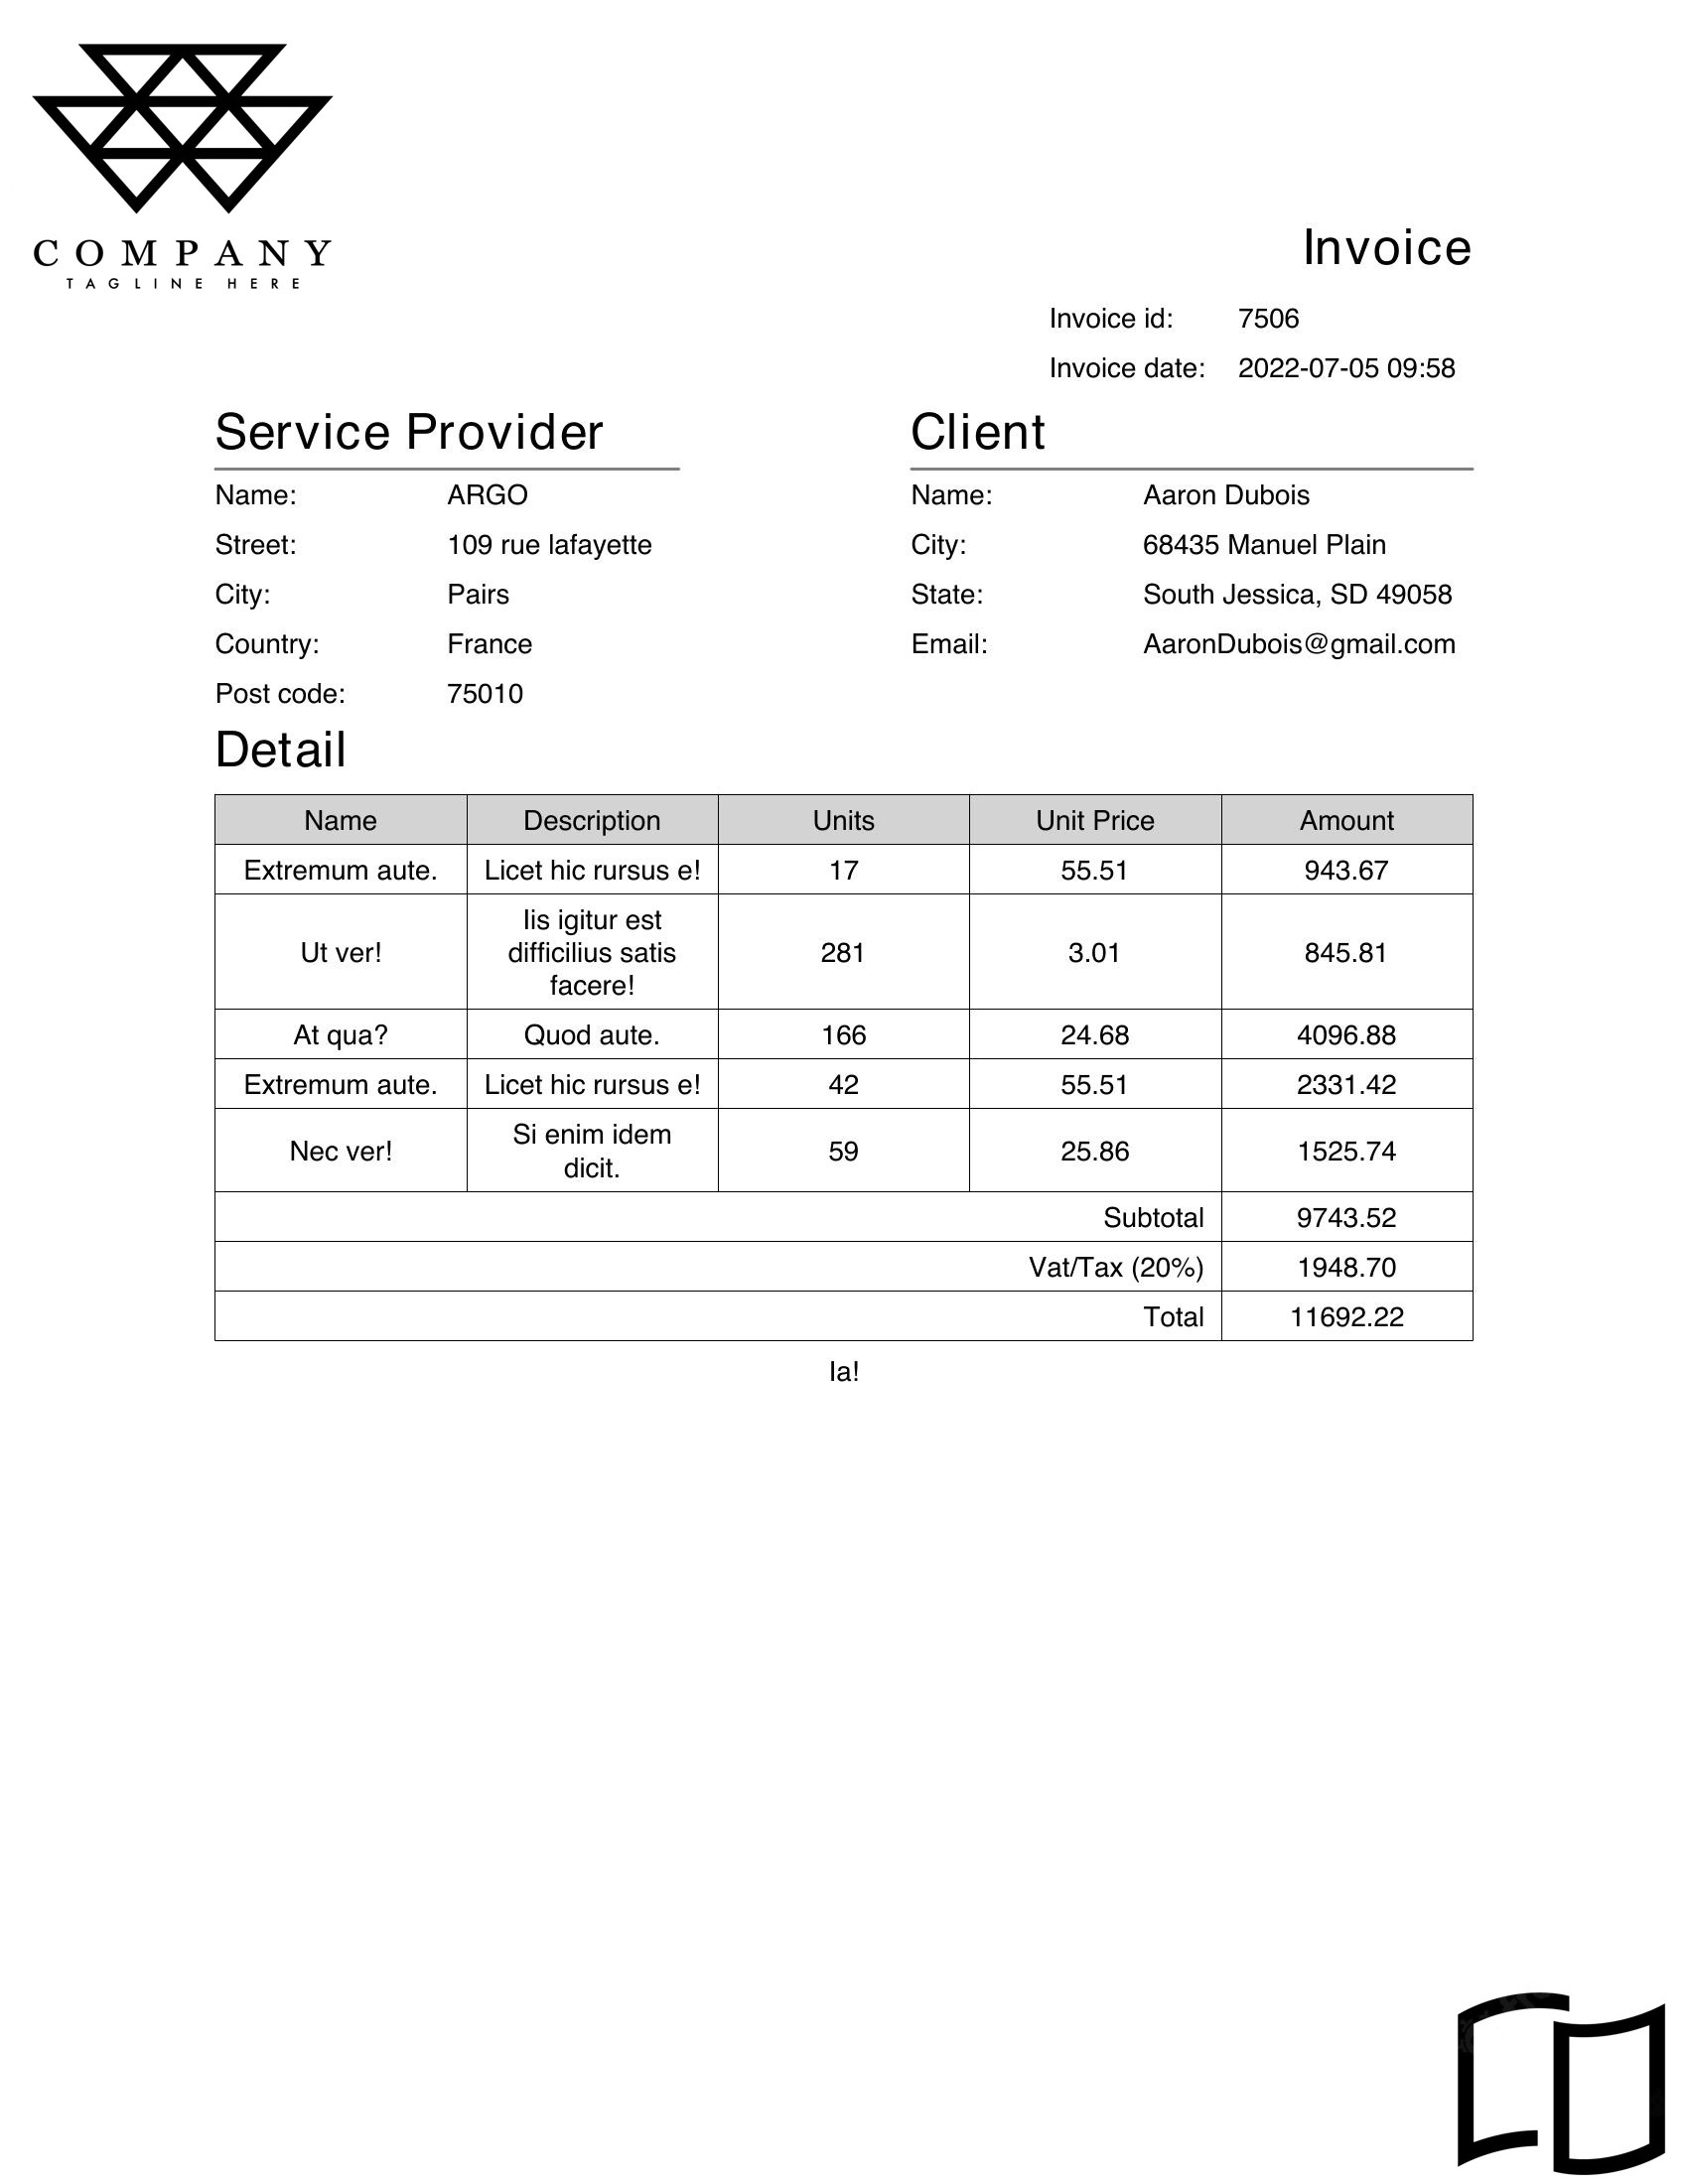 COMPANY
TAGLINE HERE
Invoice
Invoice id: 7506
Invoice date: 2022-07-05 09:58
Service Provider
Name: ARGO
Street: 109 rue lafayette
City: Pairs
Country: France
Post code: 75010
Client
Name: Aaron Dubois
City: 68435 Manuel Plain
State: South Jessica, SD 49058
Email: AaronDubois@gmail.com
Detail
Name Description Units Unit Price Amount
Extremum aute. Licet hic rursus e! 17 55.51 943.67
Ut ver! Iis igitur est
difficilius satis
facere! 281 3.01 845.81
At qua? Quod aute. 166 24.68 4096.88
Extremum aute. Licet hic rursus e! 42 55.51 2331.42
Nec ver! Si enim idem
dicit. 59 25.86 1525.74
Subtotal 9743.52
Vat/Tax (20%) 1948.70
Total 11692.22
Ia!